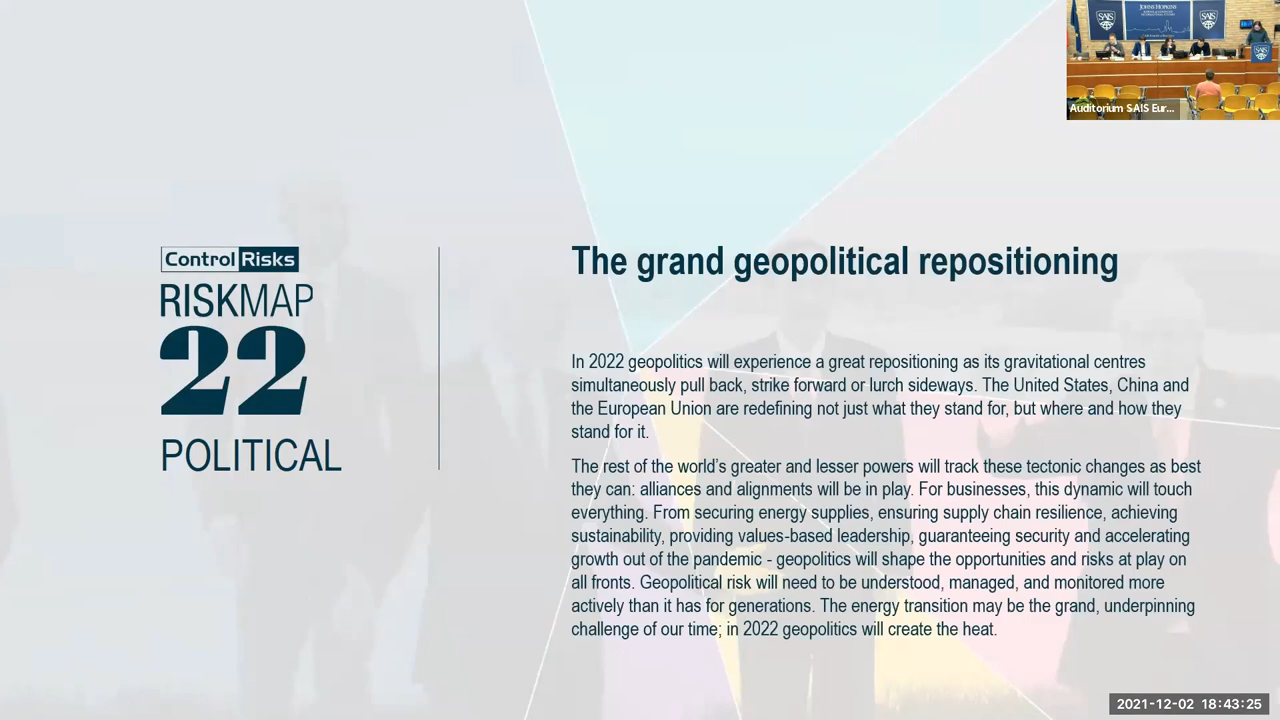 SAIS
JOHNS HOPKINS
SAIS
SAIS
Auditorium SAIS Eur...
Control Risks
RISKMAP
22
POLITICAL
The grand geopolitical repositioning
In 2022 geopolitics will experience a great repositioning as its gravitational centres
simultaneously pull back, strike forward or lurch sideways. The United States, China and
the European Union are redefining not just what they stand for, but where and how they
stand for it.
The rest of the world’s greater and lesser powers will track these tectonic changes as best
they can: alliances and alignments will be in play. For businesses, this dynamic will touch
everything. From securing energy supplies, ensuring supply chain resilience, achieving
sustainability, providing values-based leadership, guaranteeing security and accelerating
growth out of the pandemic - geopolitics will shape the opportunities and risks at play on
all fronts. Geopolitical risk will need to be understood, managed, and monitored more
actively than it has for generations. The energy transition may be the grand, underpinning
challenge of our time; in 2022 geopolitics will create the heat.
2021-12-02 18:43:25